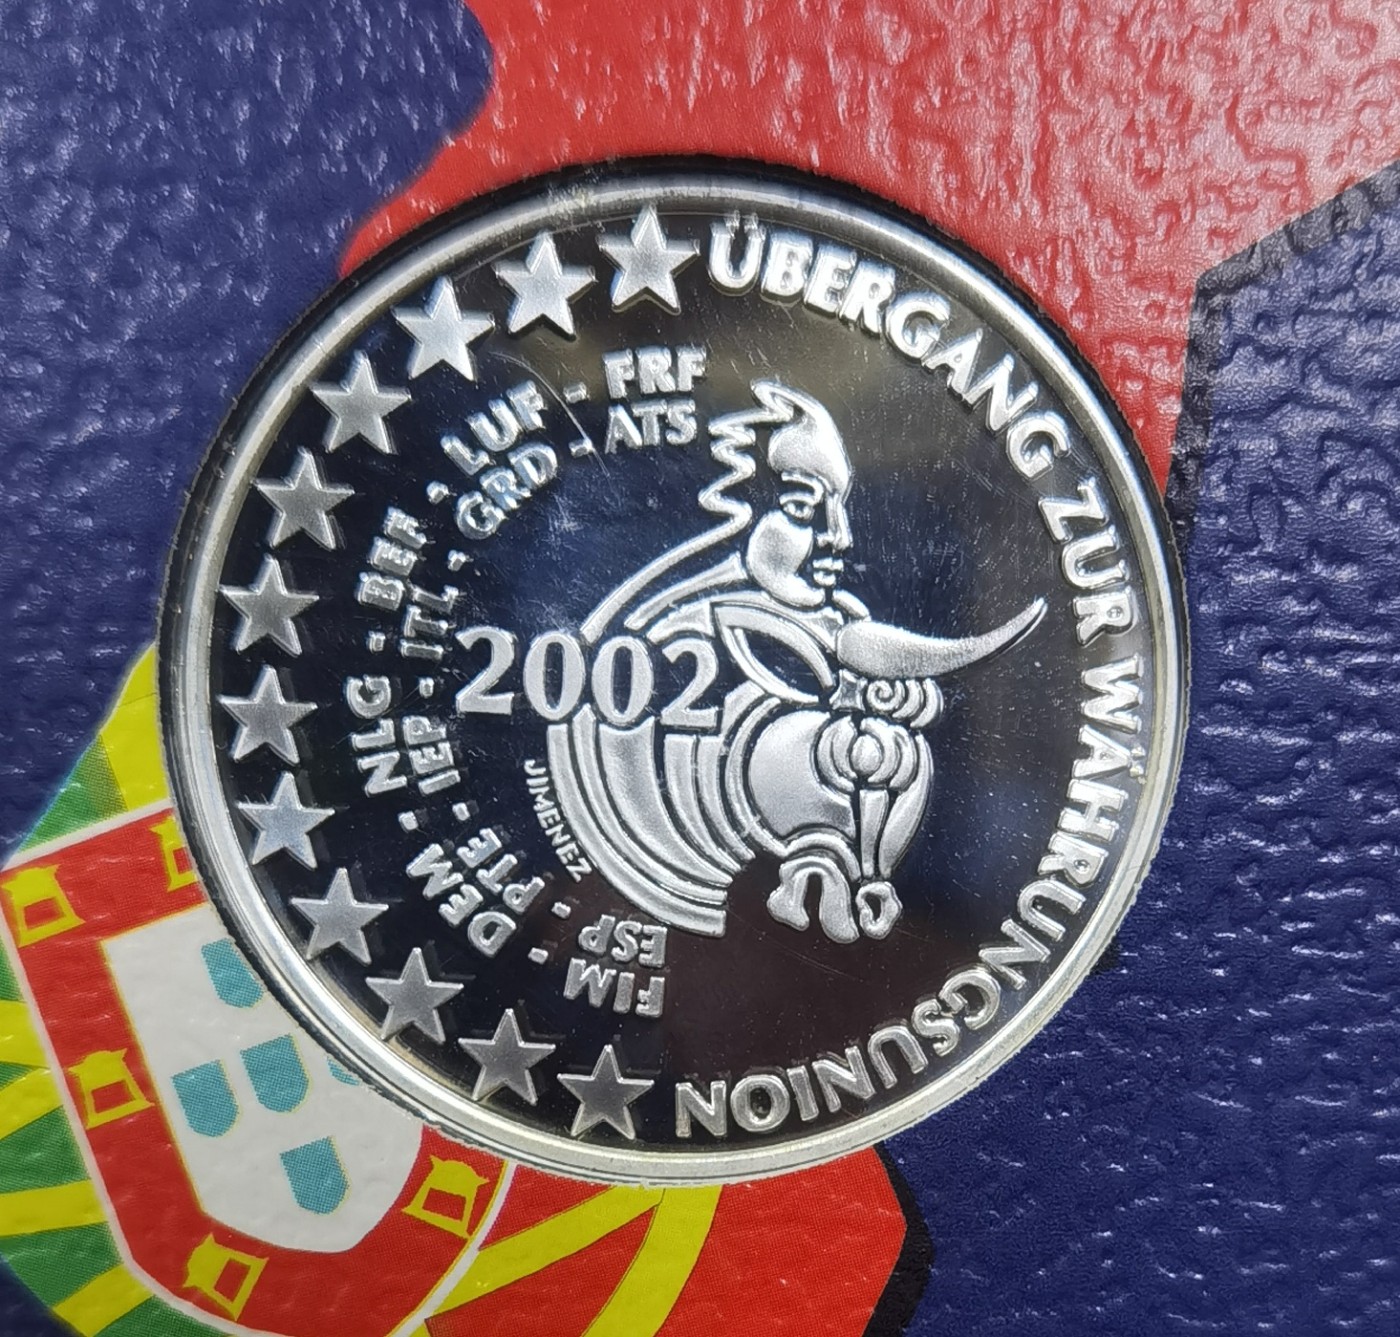 ÜBERGANG ZUR WÄHRUNGSUNION
FIM - DEM - NLG - BEF - LUF - FRF
ESP - PTE - IEP - ITL - GRD - ATS
2002
JIMENEZ